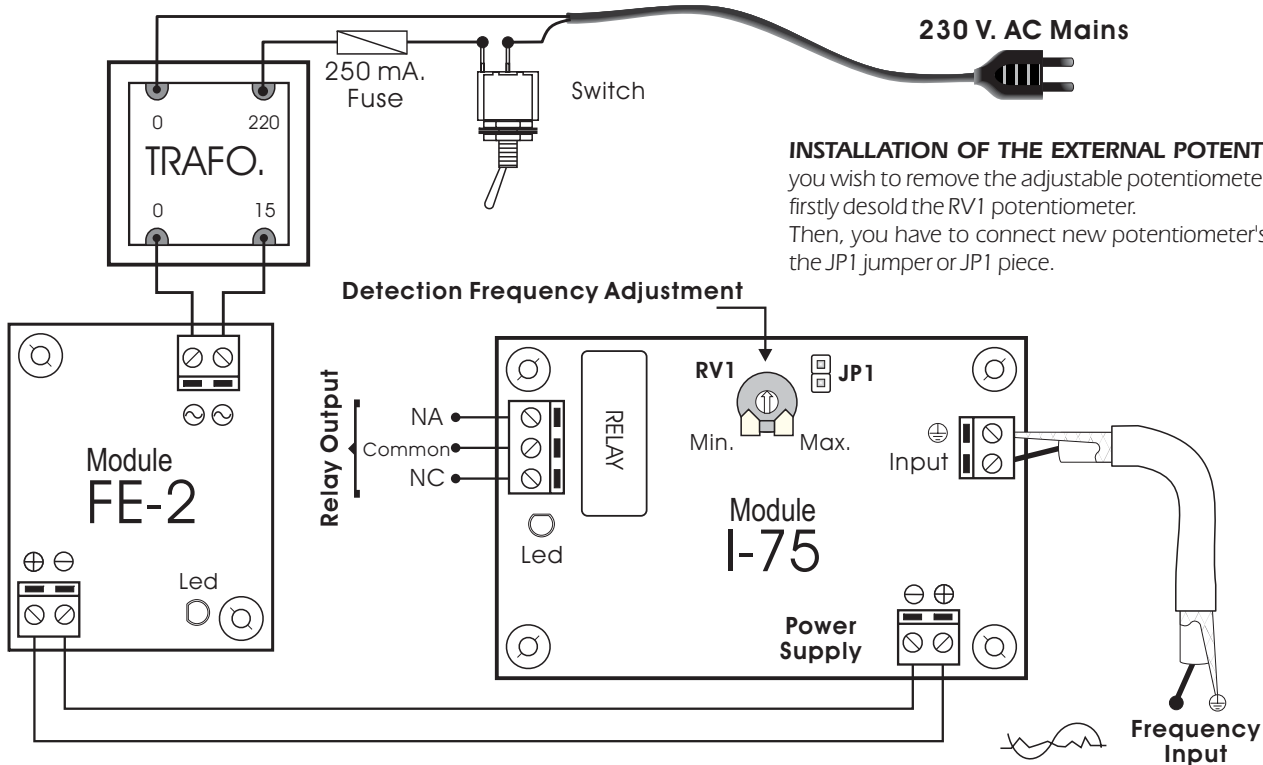 230 V. AC Mains
250 mA.
Fuse
Switch
0
220
TRAFO.
0
15
INSTALLATION OF THE EXTERNAL POTENT
you wish to remove the adjustable potentiomete
firstly desold the RV1 potentiometer.
Then, you have to connect new potentiometer's
the JP1 jumper or JP1 piece.
Detection Frequency Adjustment
RV1
JP1
Min.
Max.
Relay Output
NA
Common
NC
RELAY
Led
Input
Module
I-75
Module
FE-2
Led
Power
Supply
Frequency
Input